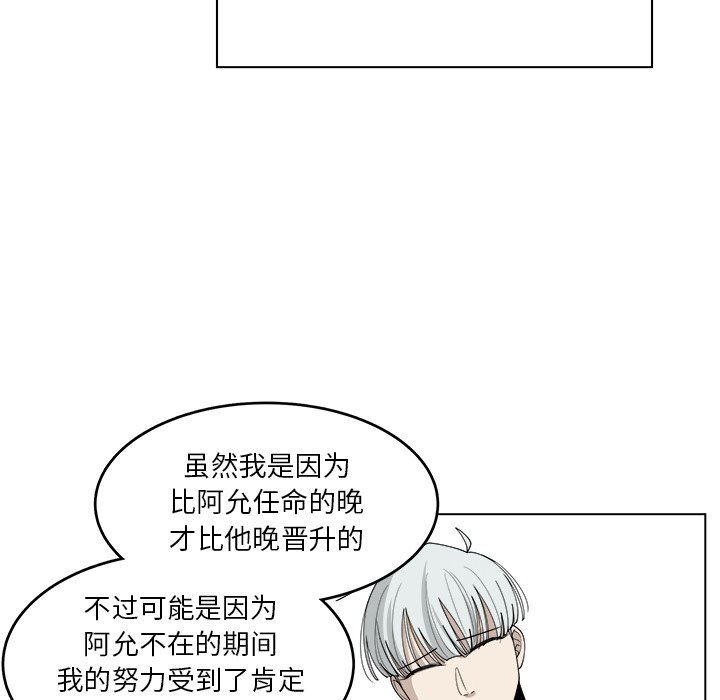 虽然我是因为
比阿允任命的晚
才比他晚晋升的
不过可能是因为
阿允不在的期间
我的努力受到了肯定